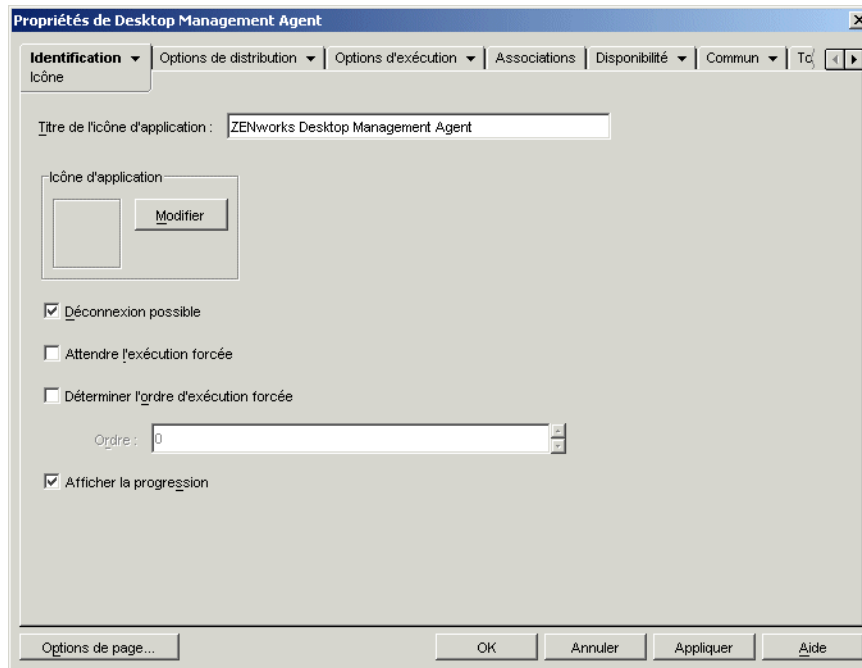 Propriétés de Desktop Management Agent
Identification Options de distribution Options d'exécution Associations Disponibilité Commun
Icône
Titre de l'icône d'application : ZENworks Desktop Management Agent
Icône d'application
Modifier
Déconnexion possible
Attendre l'exécution forcée
Déterminer l'ordre d'exécution forcée
Ordre : 0
Afficher la progression
Options de page... OK Annuler Appliquer Aide